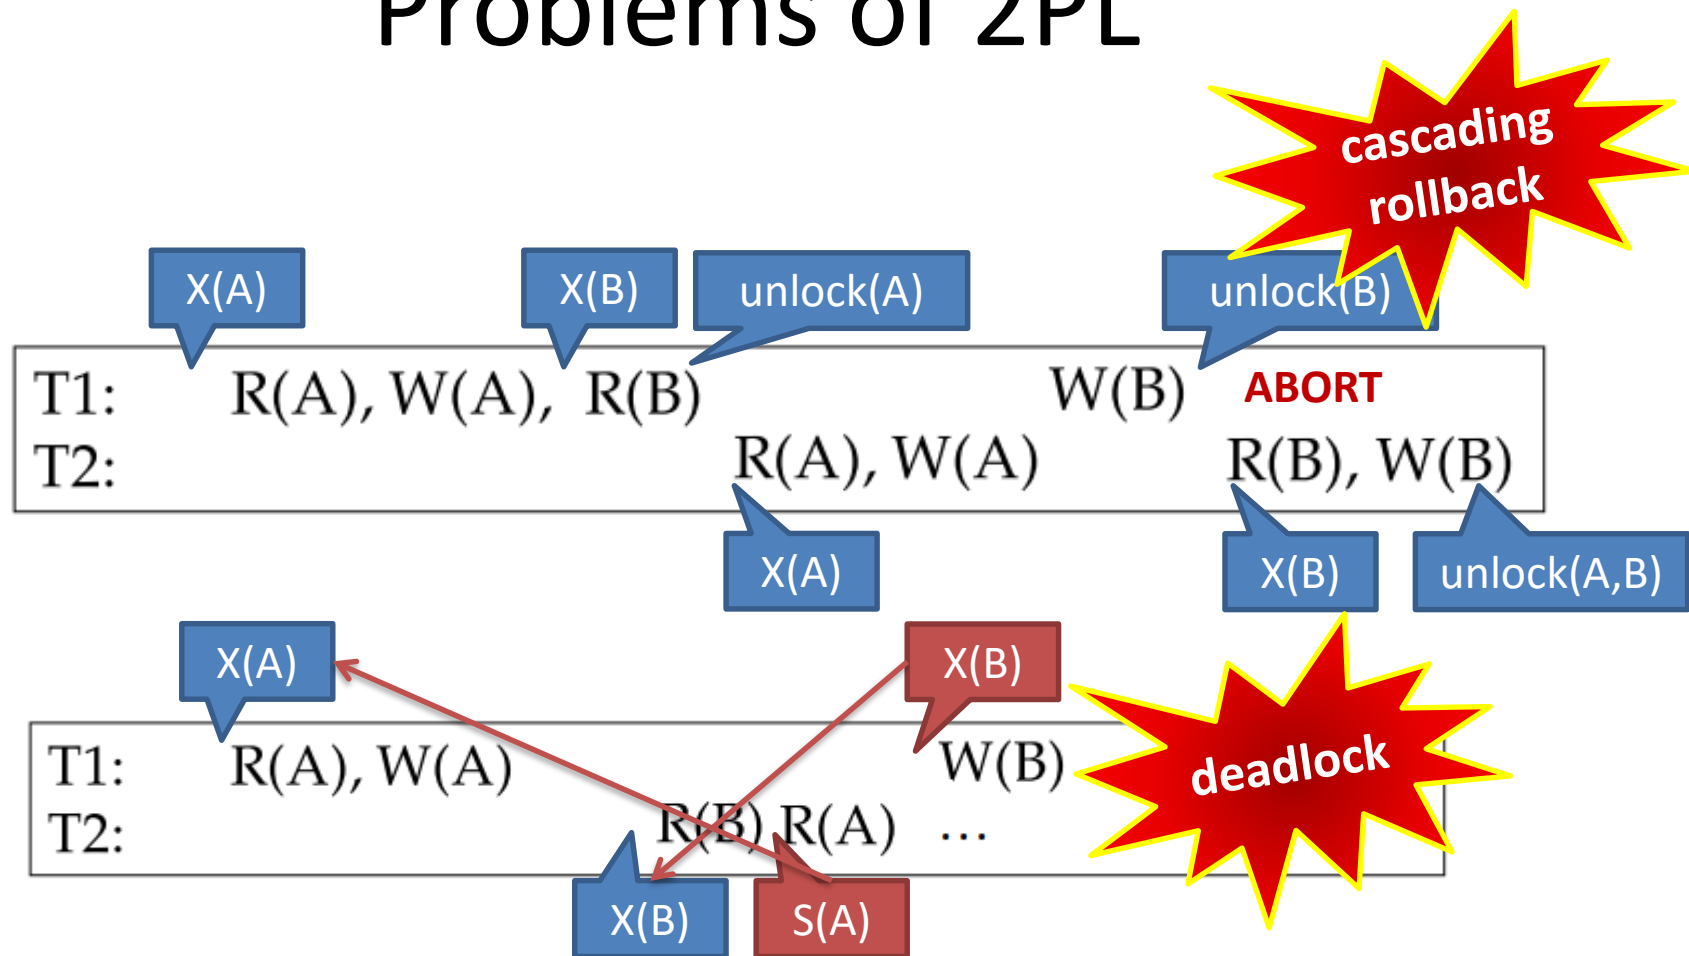 Problems of 2PL
cascading
rollback
X(A) X(B) unlock(A) unlock(B)
T1: R(A), W(A), R(B) W(B) ABORT
T2: R(A), W(A) R(B), W(B)
X(A) X(B) unlock(A,B)
X(A) X(B)
T1: R(A), W(A) W(B)
deadlock
T2: R(B) R(A) ...
X(B) S(A)